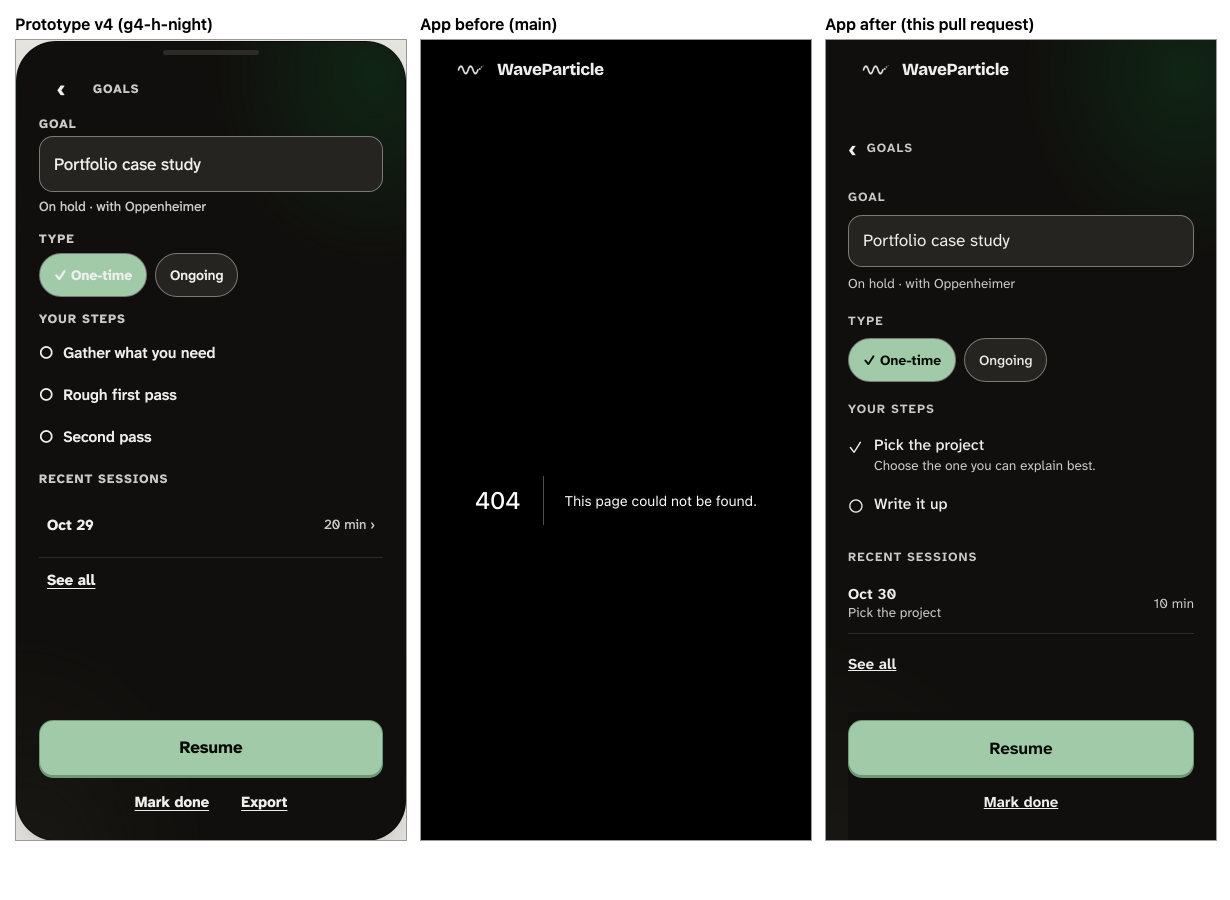 Prototype v4 (g4-h-night)
‹ GOALS
GOAL
Portfolio case study
On hold · with Oppenheimer
TYPE
✓ One-time
Ongoing
YOUR STEPS
Gather what you need
Rough first pass
Second pass
RECENT SESSIONS
Oct 29 20 min ›
See all
Resume
Mark done Export
App before (main)
WaveParticle
404 This page could not be found.
App after (this pull request)
WaveParticle
‹ GOALS
GOAL
Portfolio case study
On hold · with Oppenheimer
TYPE
✓ One-time
Ongoing
YOUR STEPS
✓ Pick the project
Choose the one you can explain best.
Write it up
RECENT SESSIONS
Oct 30
Pick the project
10 min
See all
Resume
Mark done